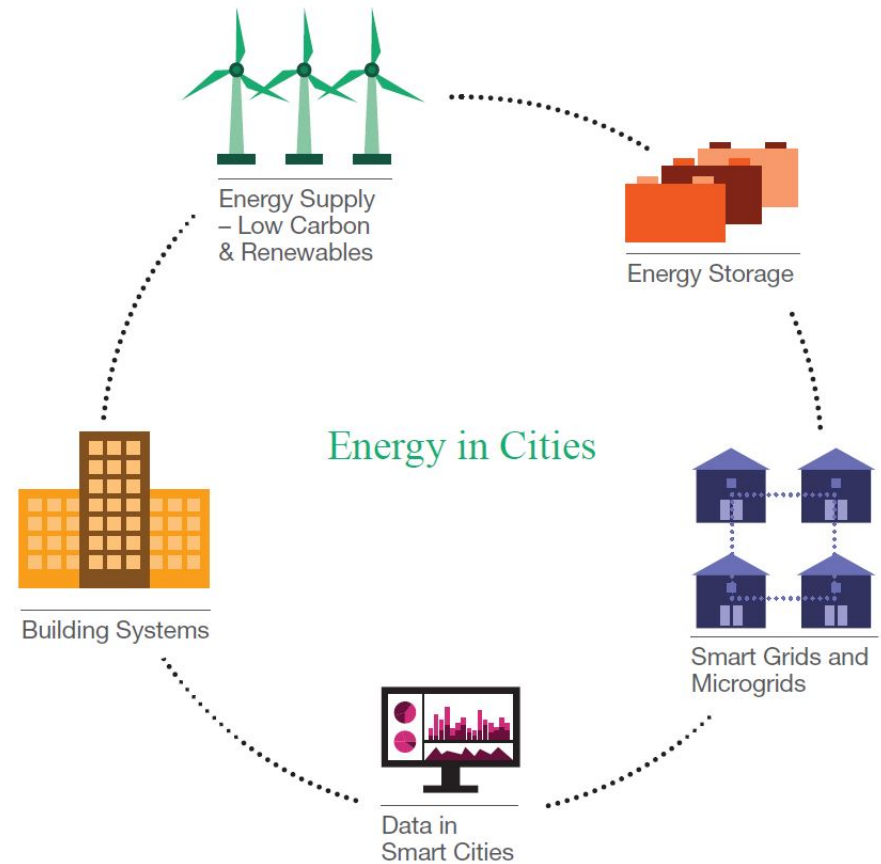 Energy Supply
– Low Carbon
& Renewables
Energy Storage
Energy in Cities
Building Systems
Smart Grids and
Microgrids
Data in
Smart Cities